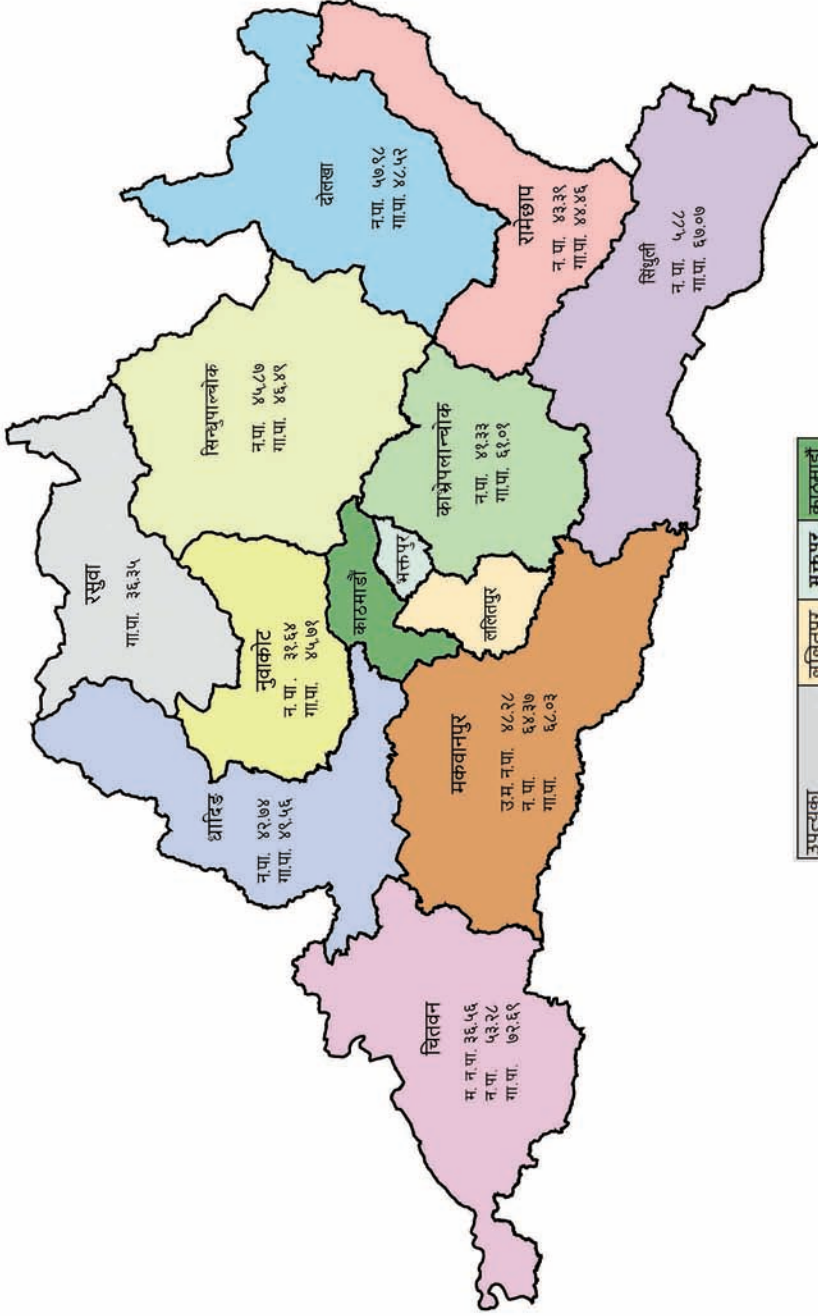 रसुवा
गा.पा. ३६.३५
धादिङ
न.पा. ४२.७४
गा.पा. ४९.५६
नुवाकोट
न. पा. ३९.६४
गा.पा. ४५.७१
सिन्धुपाल्चोक
न.पा. ४५.८७
गा.पा. ४६.४९
दोलखा
न.पा. ५७.९८
गा.पा. ४८.५२
काठमाडौं
भक्तपुर
ललितपुर
काभ्रेपलान्चोक
न.पा. ४१.३३
गा.पा. ६१.०१
रामेछाप
न. पा. ४३.३९
गा.पा. ४४.४६
सिंधुली
न. पा. ५.८८
गा.पा. ६७.०७
चितवन
म. न.पा. ३६.५६
न.पा. ५३.२८
गा.पा. ७२.६९
मकवानपुर
उ.म. न.पा. ४८.२८
न. पा. ६४.३७
गा.पा. ६८.०३
उपत्यका ललितपुर भक्तपुर काठमाडौं